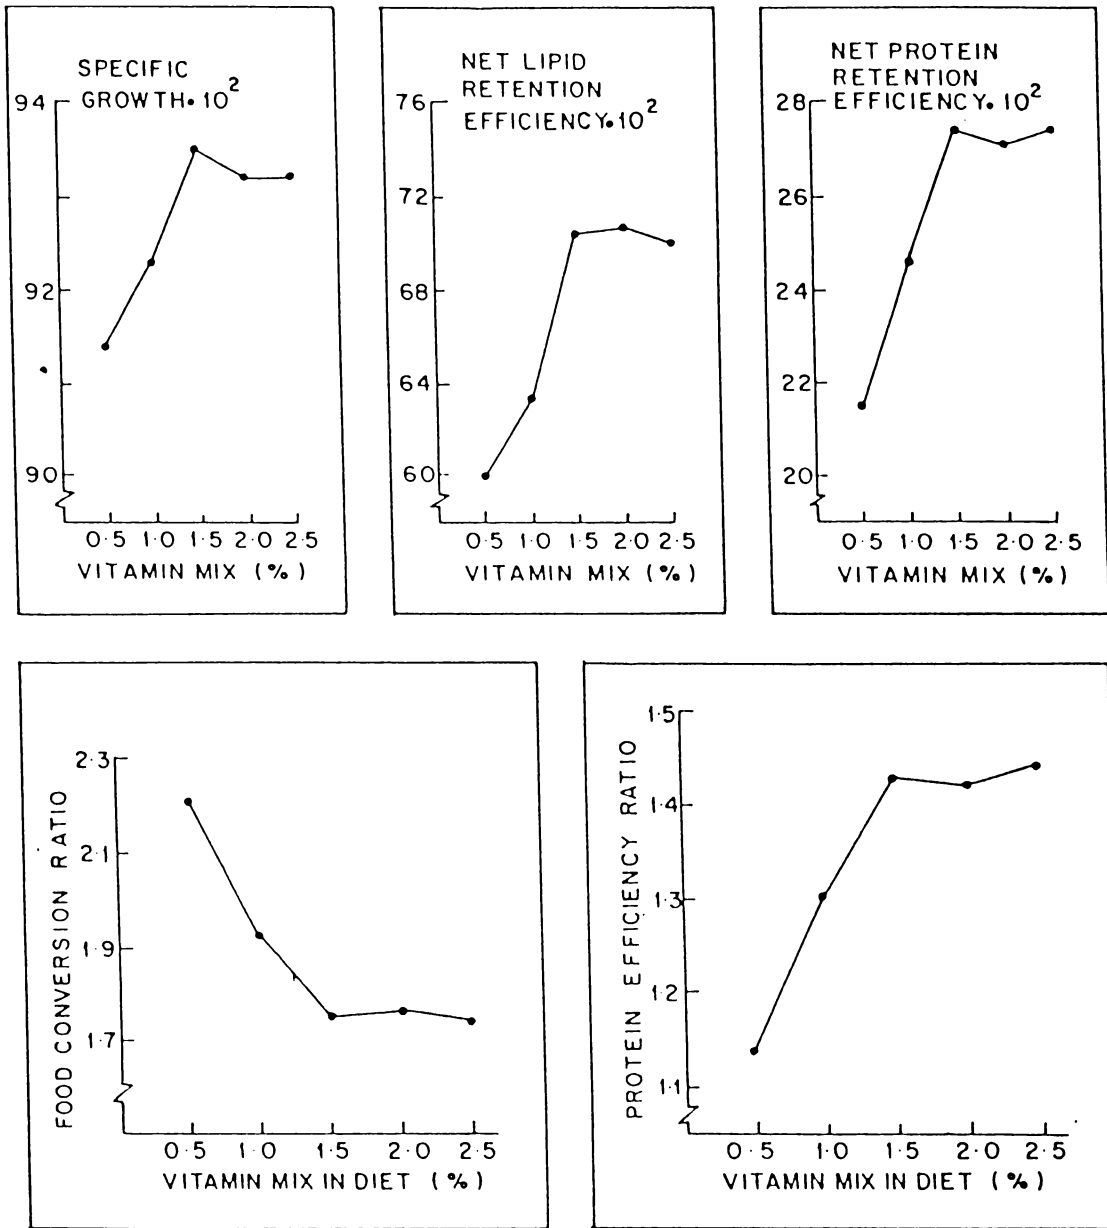 SPECIFIC
GROWTH•10²
94
92
90
0·5 1·0 1·5 2·0 2·5
VITAMIN MIX (%)
NET LIPID
RETENTION
EFFICIENCY•10²
76
72
68
64
60
0·5 1·0 1·5 2·0 2·5
VITAMIN MIX (%)
NET PROTEIN
RETENTION
EFFICIENCY•10²
28
26
24
22
20
0·5 1·0 1·5 2·0 2·5
VITAMIN MIX (%)
FOOD CONVERSION RATIO
2·3
2·1
1·9
1·7
0·5 1·0 1·5 2·0 2·5
VITAMIN MIX IN DIET (%)
PROTEIN EFFICIENCY RATIO
1·5
1·4
1·3
1·2
1·1
0·5 1·0 1·5 2·0 2·5
VITAMIN MIX IN DIET (%)